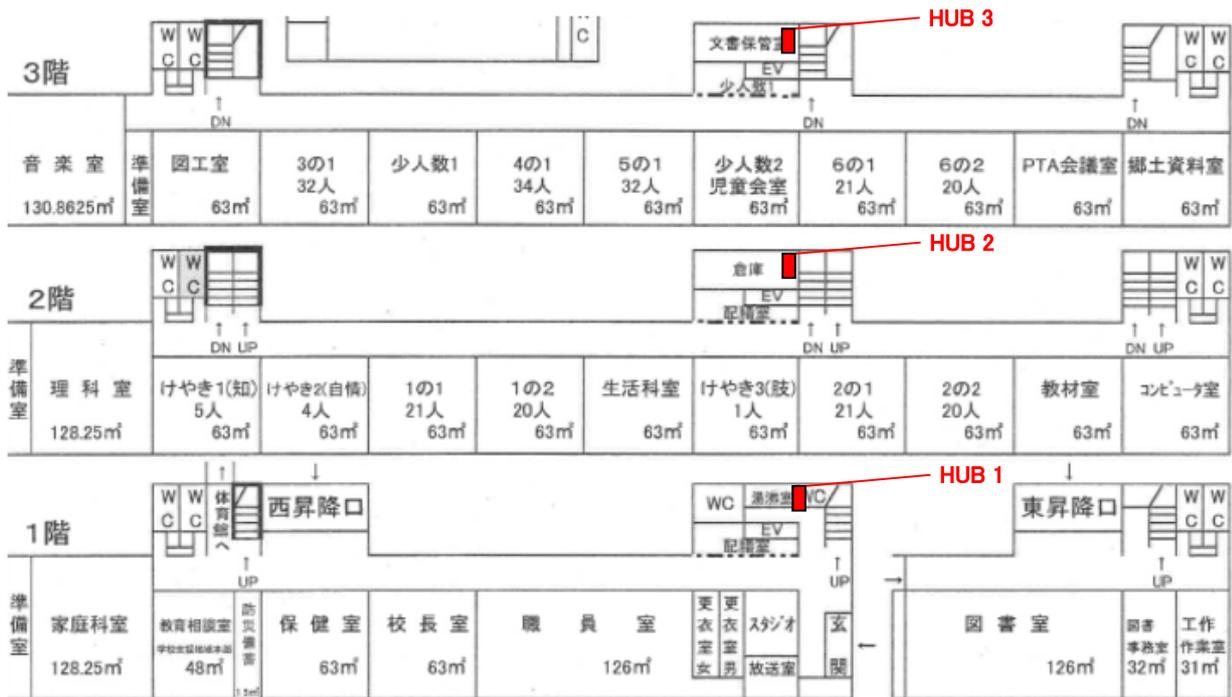 HUB 3
W W
C C
C
文書保管室
EV
少人数1
W W
C C
3階
DN
DN
DN
音楽室
130.8625㎡
準備室
図工室
63㎡
3の1
32人
63㎡
少人数1
63㎡
4の1
34人
63㎡
5の1
32人
63㎡
少人数2
児童会室
63㎡
6の1
21人
63㎡
6の2
20人
63㎡
PTA会議室
63㎡
郷土資料室
63㎡
HUB 2
W W
C C
倉庫
EV
配膳室
W W
C C
2階
DN UP
DN UP
DN UP
準備室
理科室
128.25㎡
けやき1(知)
5人
63㎡
けやき2(自情)
4人
63㎡
1の1
21人
63㎡
1の2
20人
63㎡
生活科室
63㎡
けやき3(肢)
1人
63㎡
2の1
21人
63㎡
2の2
20人
63㎡
教材室
63㎡
コンピュータ室
63㎡
HUB 1
W W
C C
体育館へ
西昇降口
WC
湯沸室
WC
EV
配膳室
東昇降口
W W
C C
1階
UP
UP
UP
準備室
家庭科室
128.25㎡
教育相談室
48㎡
防災備蓄
1.5㎡
保健室
63㎡
校長室
63㎡
職員室
126㎡
更衣室女
更衣室男
スタジオ
放送室
玄関
図書室
126㎡
図書
事務室
32㎡
工作
作業室
31㎡